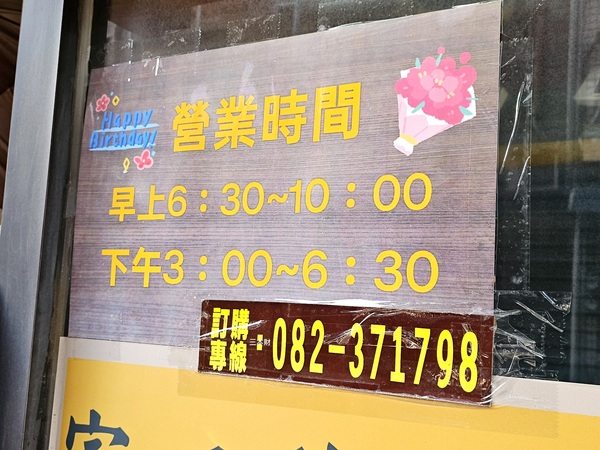 Happy
Birthday!
營業時間
早上6：30~10：00
下午3：00~6：30
訂購
專線：082-371798